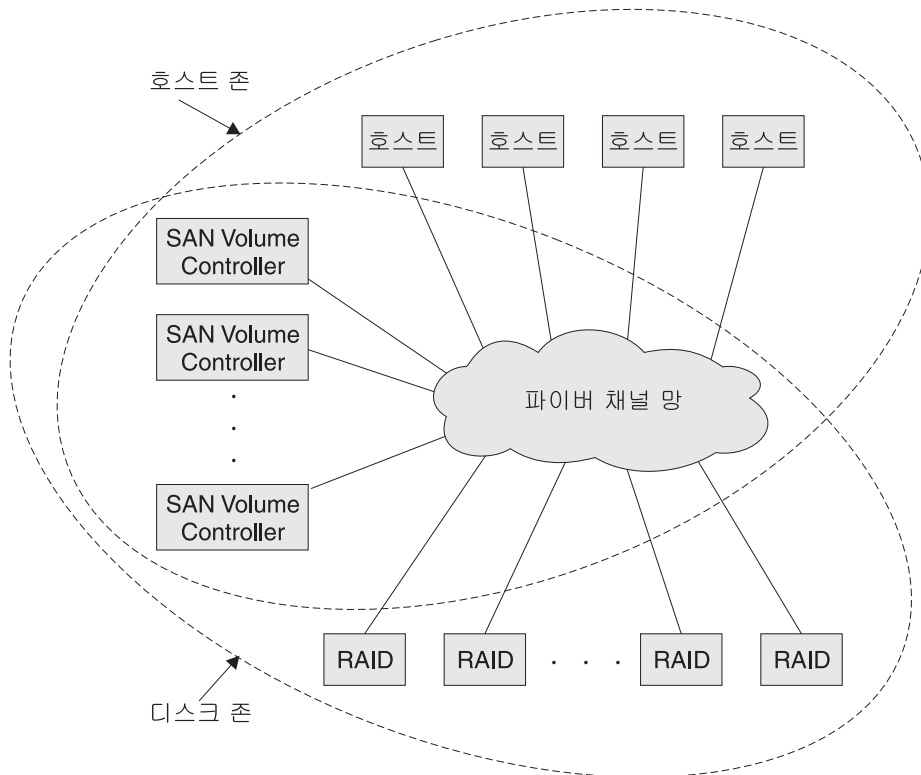 호스트 존
호스트 호스트 호스트 호스트
SAN Volume
Controller
SAN Volume
Controller
파이버 채널 망
SAN Volume
Controller
RAID RAID . . . RAID RAID
디스크 존